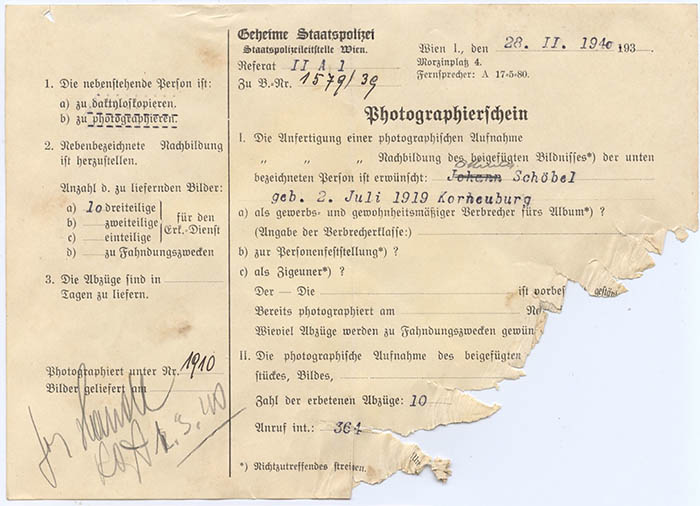 Geheime Staatspolizei
Staatspolizeileitstelle Wien.
Referat II A 1
Zu B.-Nr. 1579/39
Wien I., den 28. II. 1940 193
Morzinplatz 4.
Fernsprecher: A 17-5-80.
1. Die nebenstehende Person ist:
a) zu daktyloskopieren.
b) zu photographieren.
2. Nebenbezeichnete Nachbildung
ist herzustellen.
Anzahl d. zu liefernden Bilder:
a) 10 dreiteilige
b) zweiteilige
c) einteilige
für den
Erk.-Dienst
d) zu Fahndungszwecken
3. Die Abzüge sind in
Tagen zu liefern.
Photographiert unter Nr. 1910
Bilder geliefert am
2. 3. 40
Photographierschein
I. Die Anfertigung einer photographischen Aufnahme
„ „ „ Nachbildung des beigefügten Bildnisses*) der unten
bezeichneten Person ist erwünscht: Johann Schöbel
geb. 2. Juli 1919 Korneuburg
a) als gewerbs- und gewohnheitsmäßiger Verbrecher fürs Album*) ?
(Angabe der Verbrecherklasse:)
b) zur Personenfeststellung*) ?
c) als Zigeuner*) ?
Der — Die ist vorbe
Bereits photographiert am
Wieviel Abzüge werden zu Fahndungszwecken gewün
II. Die photographische Aufnahme des beigefügten
stückes, Bildes,
Zahl der erbetenen Abzüge: 10
Anruf int.: 364
*) Nichtzutreffendes streichen.